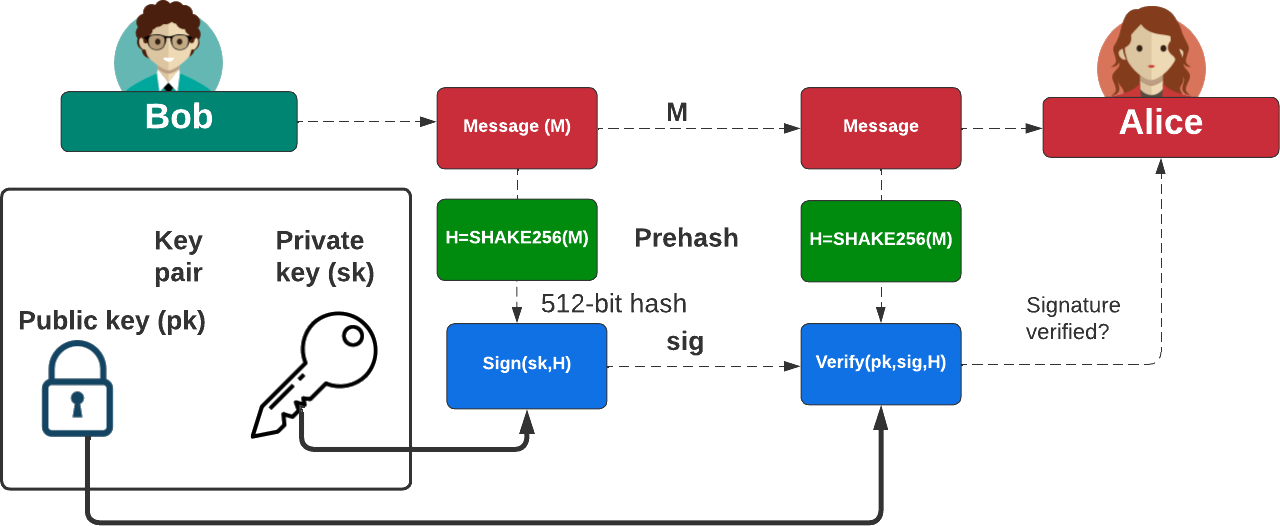 Bob
Message (M)
M
Message
Alice
Key
pair
Private
key (sk)
H=SHAKE256(M)
Prehash
H=SHAKE256(M)
Public key (pk)
512-bit hash
sig
Signature
verified?
Sign(sk,H)
Verify(pk,sig,H)